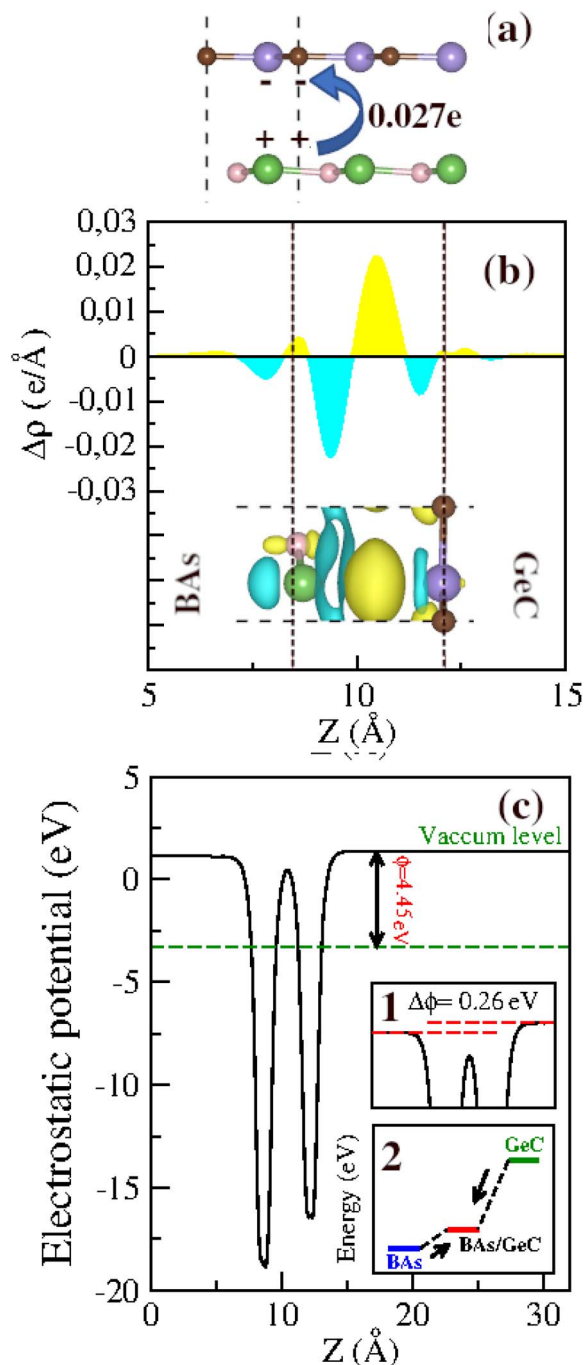 (a)
- -
0.027e
+ +
0,03
(b)
0,02
0,01
0
-0,01
-0,02
-0,03
Δρ (e/Å)
BAs
GeC
5 10 15
Z (Å)
5
(c)
Vaccum level
0
ϕ=4.45 eV
-5
1 Δϕ= 0.26 eV
-10
-15
2 GeC
Energy (eV)
BAs
BAs/GeC
-20
Electrostatic potential (eV)
0 10 20 30
Z (Å)